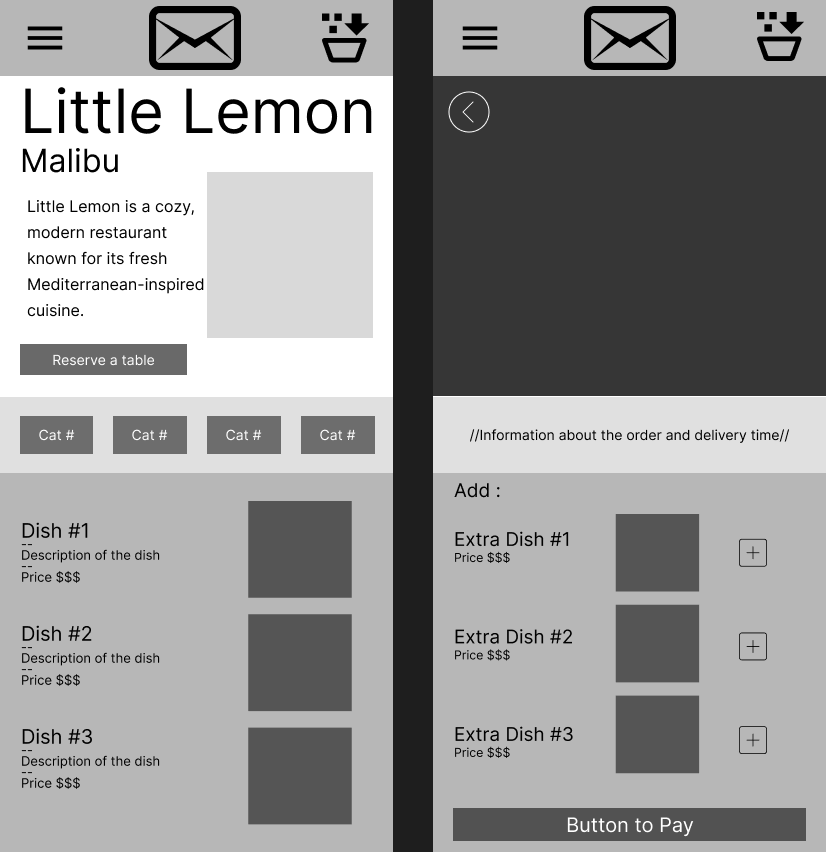 Little Lemon
Malibu
Little Lemon is a cozy,
modern restaurant
known for its fresh
Mediterranean-inspired
cuisine.
Reserve a table
Cat #
Cat #
Cat #
Cat #
Dish #1
--
Description of the dish
--
Price $$$
Dish #2
--
Description of the dish
--
Price $$$
Dish #3
--
Description of the dish
--
Price $$$
//Information about the order and delivery time//
Add :
Extra Dish #1
Price $$$
Extra Dish #2
Price $$$
Extra Dish #3
Price $$$
Button to Pay